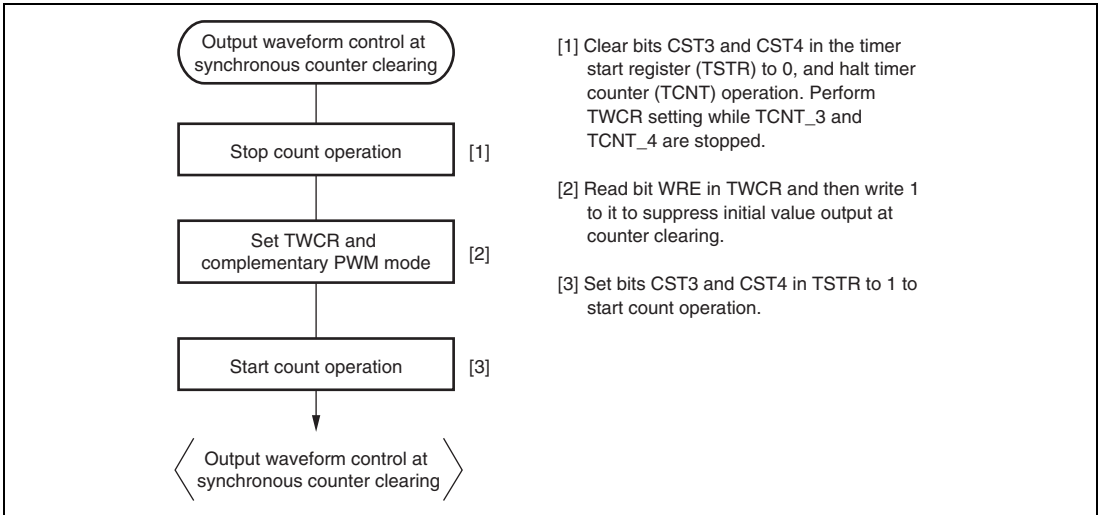 Output waveform control at
synchronous counter clearing
Stop count operation
[1]
Set TWCR and
complementary PWM mode
[2]
Start count operation
[3]
Output waveform control at
synchronous counter clearing
[1] Clear bits CST3 and CST4 in the timer
start register (TSTR) to 0, and halt timer
counter (TCNT) operation. Perform
TWCR setting while TCNT_3 and
TCNT_4 are stopped.
[2] Read bit WRE in TWCR and then write 1
to it to suppress initial value output at
counter clearing.
[3] Set bits CST3 and CST4 in TSTR to 1 to
start count operation.